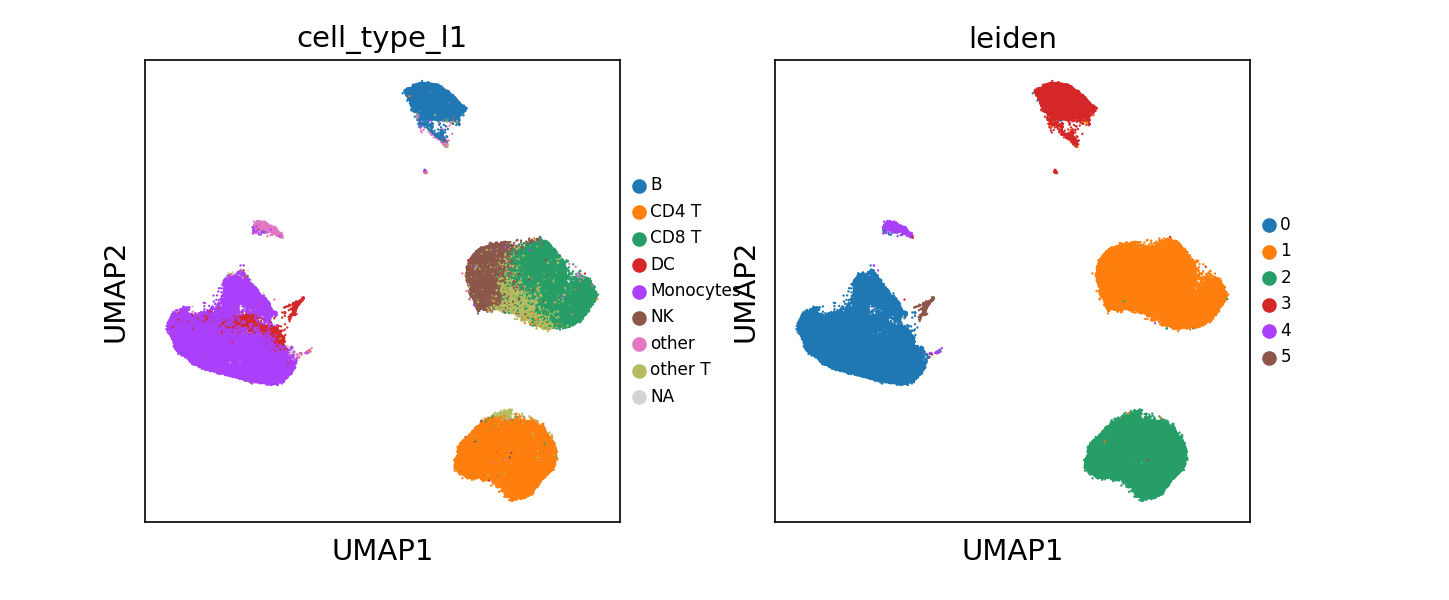 cell_type_l1
UMAP2
UMAP1
B
CD4 T
CD8 T
DC
Monocytes
NK
other
other T
NA
leiden
UMAP2
UMAP1
0
1
2
3
4
5